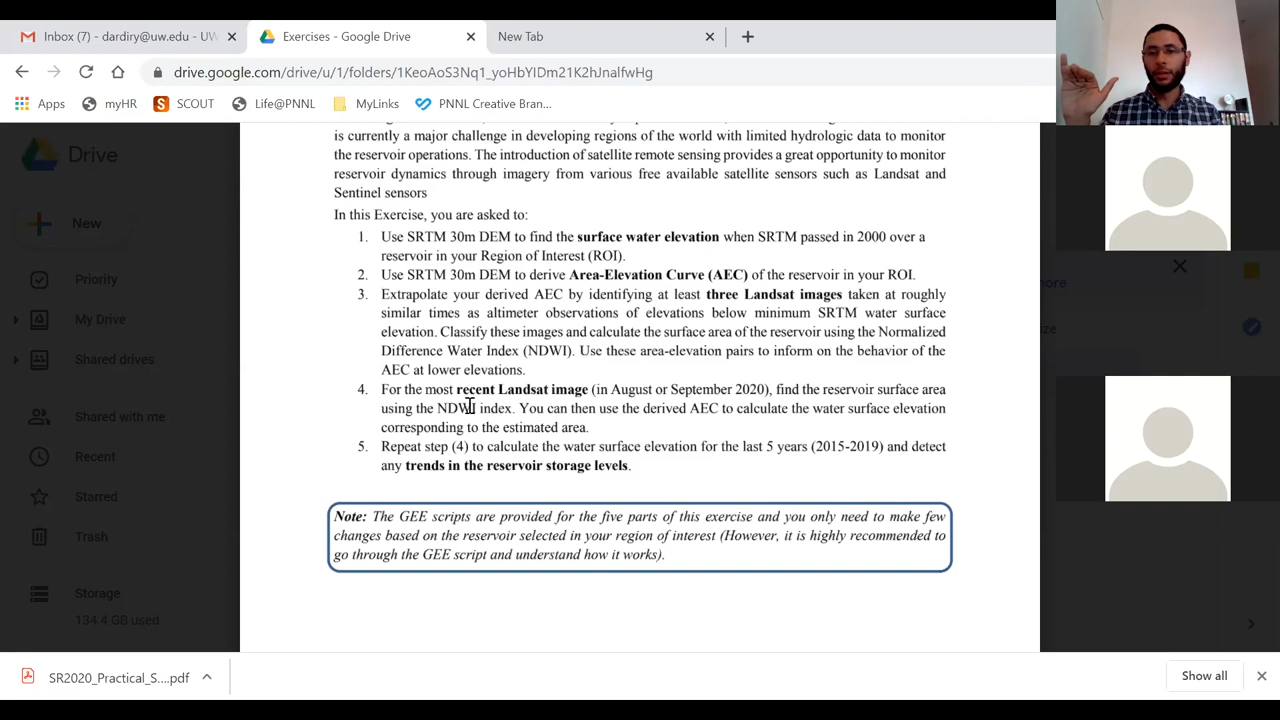 Inbox (7) - dardiry@uw.edu - UW
Exercises - Google Drive
New Tab
drive.google.com/drive/u/1/folders/1KeoAoS3Nq1_yoHbYIDm21K2hJnalfwHg
Apps
myHR
SCOUT
Life@PNNL
MyLinks
PNNL Creative Bran...
Drive
New
Priority
My Drive
Shared drives
Shared with me
Recent
Starred
Trash
Storage
134.4 GB used
is currently a major challenge in developing regions of the world with limited hydrologic data to monitor
the reservoir operations. The introduction of satellite remote sensing provides a great opportunity to monitor
reservoir dynamics through imagery from various free available satellite sensors such as Landsat and
Sentinel sensors
In this Exercise, you are asked to:
1. Use SRTM 30m DEM to find the surface water elevation when SRTM passed in 2000 over a
reservoir in your Region of Interest (ROI).
2. Use SRTM 30m DEM to derive Area-Elevation Curve (AEC) of the reservoir in your ROI.
3. Extrapolate your derived AEC by identifying at least three Landsat images taken at roughly
similar times as altimeter observations of elevations below minimum SRTM water surface
elevation. Classify these images and calculate the surface area of the reservoir using the Normalized
Difference Water Index (NDWI). Use these area-elevation pairs to inform on the behavior of the
AEC at lower elevations.
4. For the most recent Landsat image (in August or September 2020), find the reservoir surface area
using the NDWI index. You can then use the derived AEC to calculate the water surface elevation
corresponding to the estimated area.
5. Repeat step (4) to calculate the water surface elevation for the last 5 years (2015-2019) and detect
any trends in the reservoir storage levels.
Note: The GEE scripts are provided for the five parts of this exercise and you only need to make few
changes based on the reservoir selected in your region of interest (However, it is highly recommended to
go through the GEE script and understand how it works).
SR2020_Practical_S....pdf
Show all